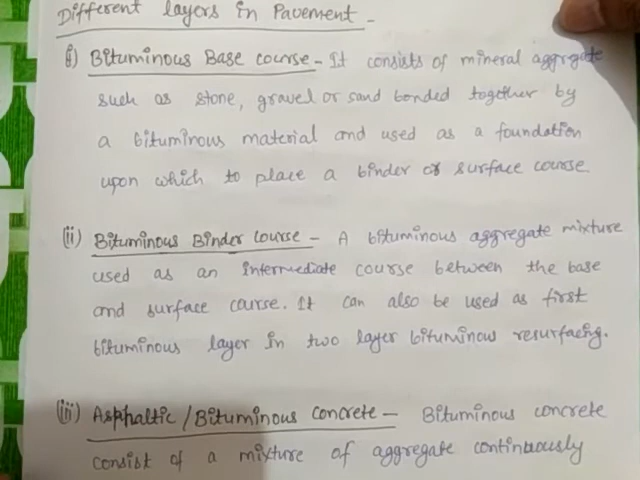 Different layers in Pavement -
i) Bituminous Base course - It consists of mineral aggregate
such as stone, gravel or sand bonded together by
a bituminous material and used as a foundation
upon which to place a binder or surface course.
(ii) Bituminous Binder course - A bituminous aggregate mixture
used as an intermediate course between the base
and surface course. It can also be used as first
bituminous layer in two layer bituminous resurfacing.
(iii) Asphaltic / Bituminous concrete - Bituminous concrete
consist of a mixture of aggregate continuously